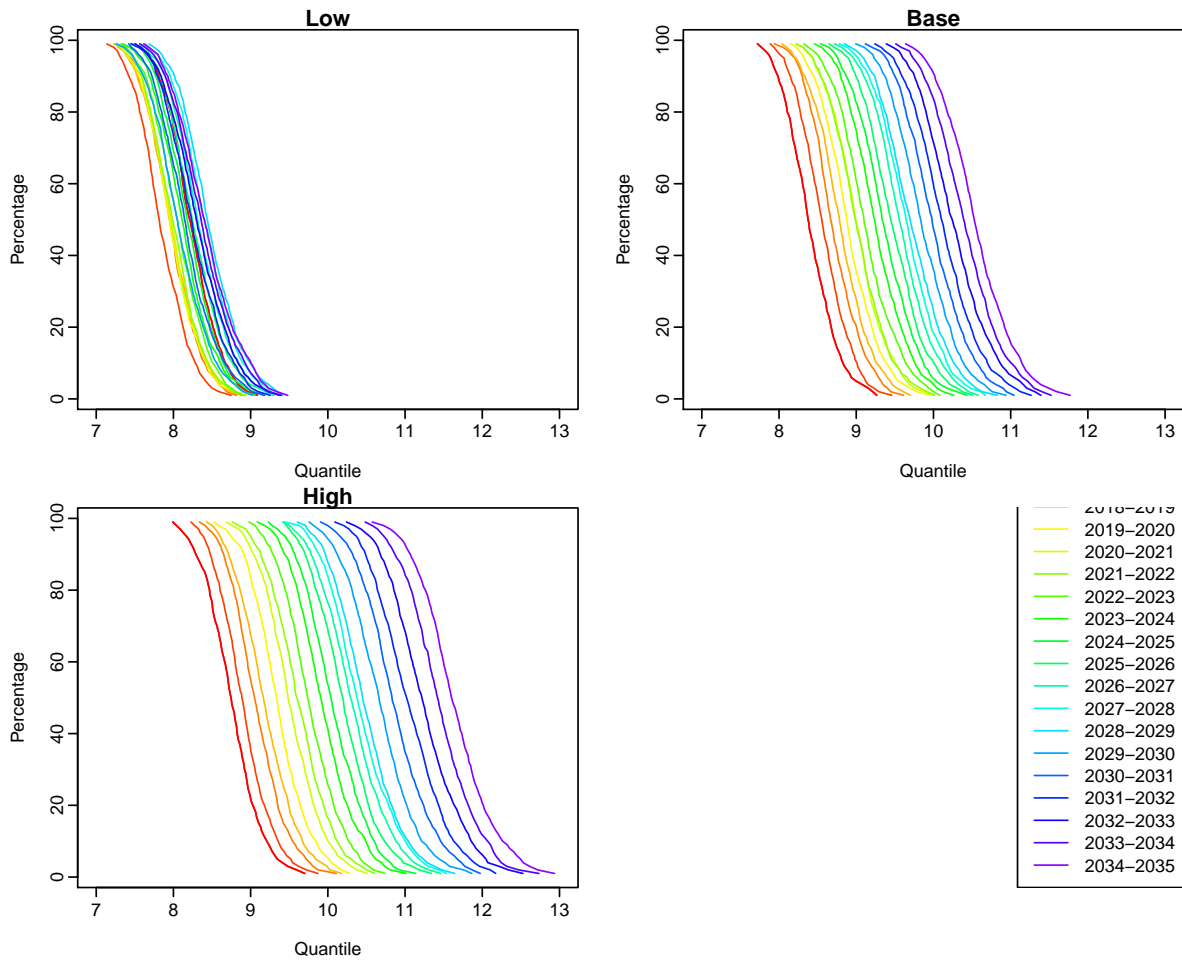 Low
Percentage
100
80
60
40
20
0
7 8 9 10 11 12 13
Quantile
Base
Percentage
100
80
60
40
20
0
7 8 9 10 11 12 13
Quantile
High
Percentage
100
80
60
40
20
0
7 8 9 10 11 12 13
Quantile
2018–2019
2019–2020
2020–2021
2021–2022
2022–2023
2023–2024
2024–2025
2025–2026
2026–2027
2027–2028
2028–2029
2029–2030
2030–2031
2031–2032
2032–2033
2033–2034
2034–2035